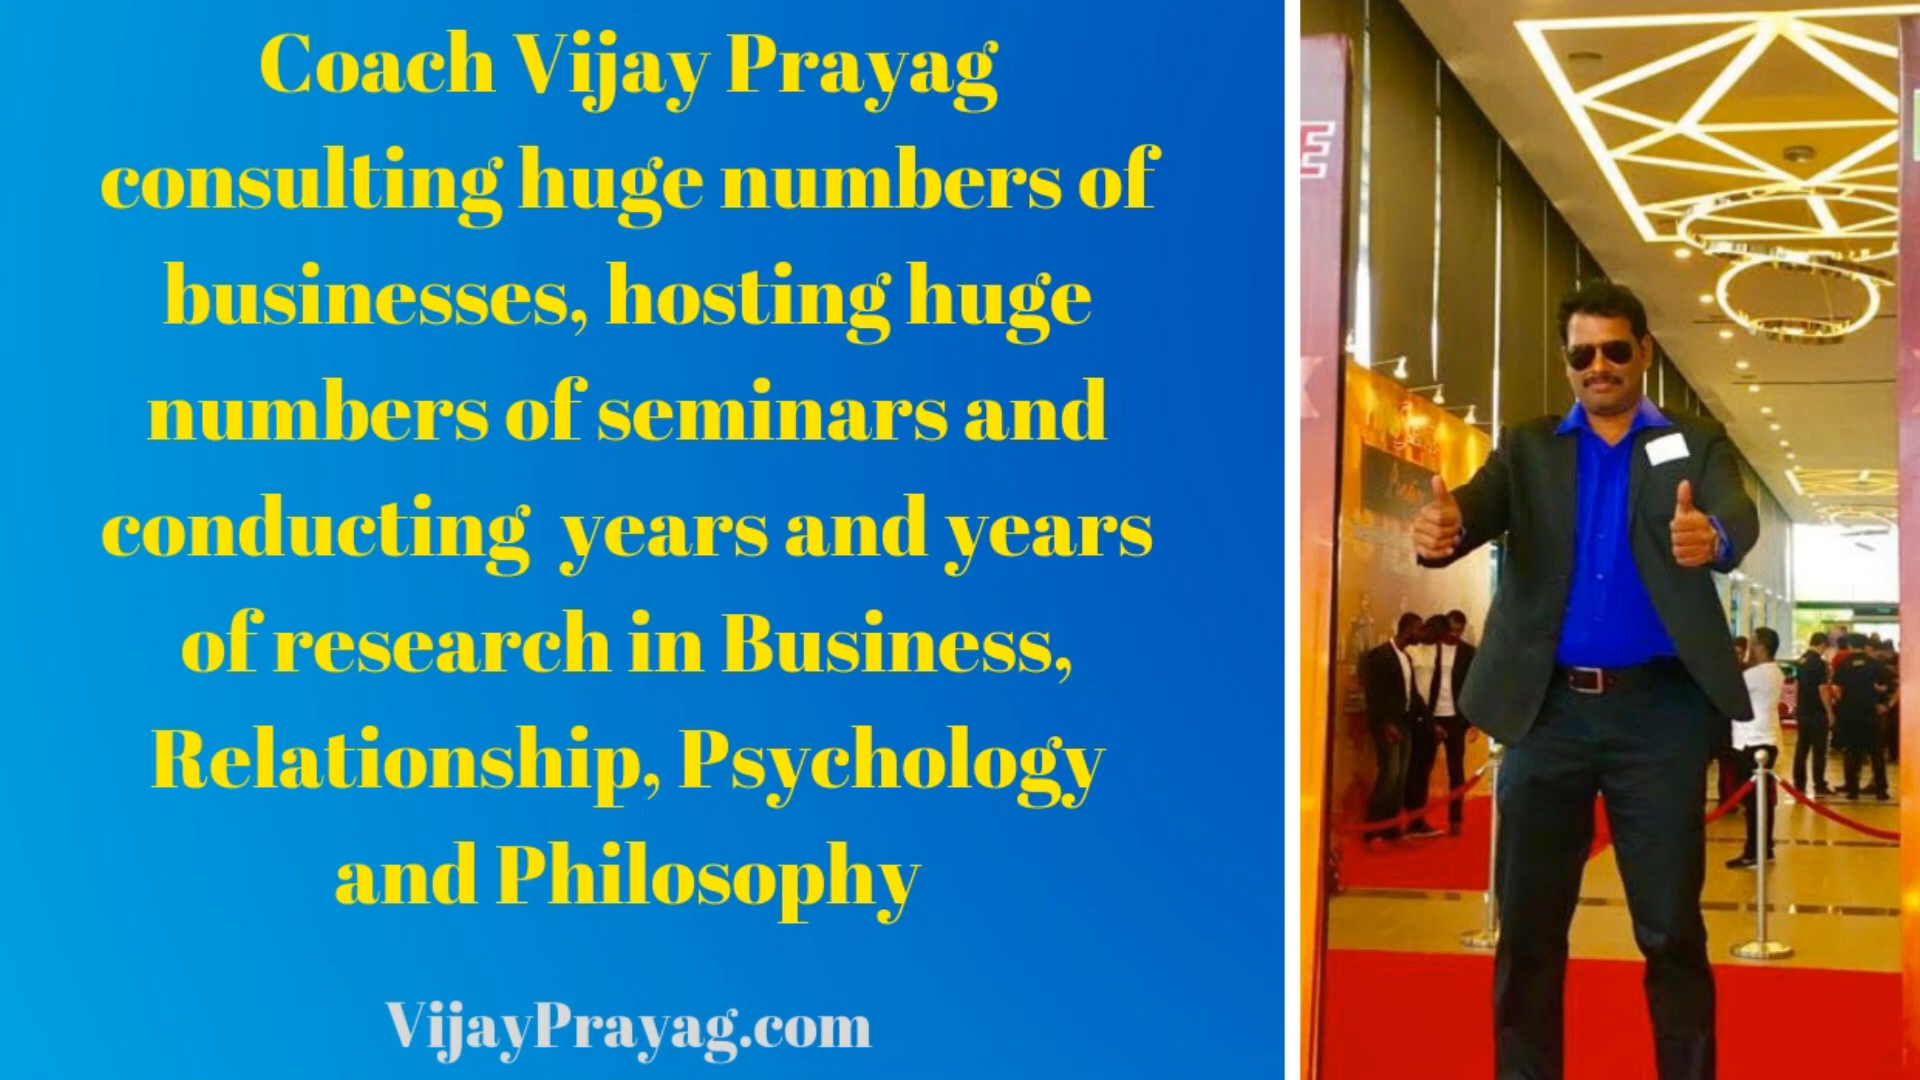 Coach Vijay Prayag
consulting huge numbers of
businesses, hosting huge
numbers of seminars and
conducting  years and years
of research in Business,
Relationship, Psychology
and Philosophy
VijayPrayag.com
E